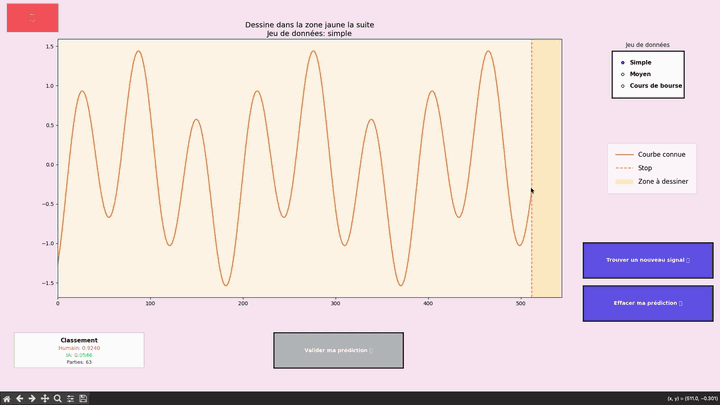 Dessine dans la zone jaune la suite
Jeu de données: simple
1.5
1.0
0.5
0.0
−0.5
−1.0
−1.5
0
100
200
300
400
500
Jeu de données
Simple
Moyen
Cours de bourse
Courbe connue
Stop
Zone à dessiner
Trouver un nouveau signal
Effacer ma prédiction
Classement
Humain: 0.9240
IA: 0.0546
Parties: 63
Valider ma prédiction
(x, y) = (511.0, −0.301)